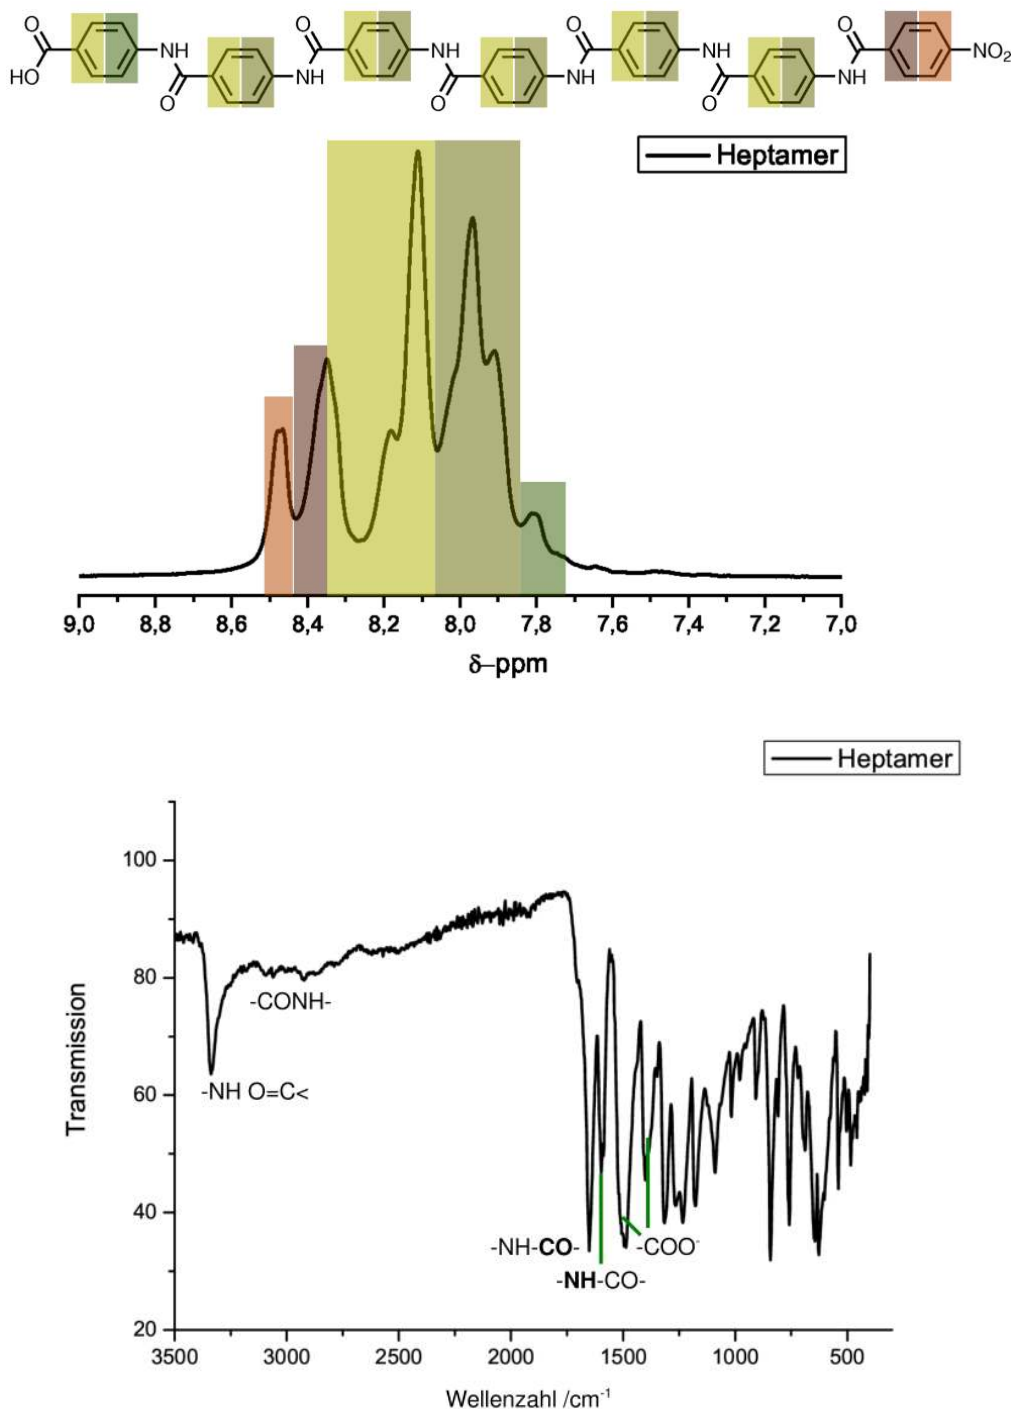 O O O O
NH NH NH NH NO₂
HO NH NH NH
O O O
Heptamer
9,0 8,8 8,6 8,4 8,2 8,0 7,8 7,6 7,4 7,2 7,0
δ–ppm
Heptamer
100
80
-CONH-
-NH O=C<
60
Transmission
40
-NH-CO- -COO⁻
-NH-CO-
20
3500 3000 2500 2000 1500 1000 500
Wellenzahl /cm⁻¹